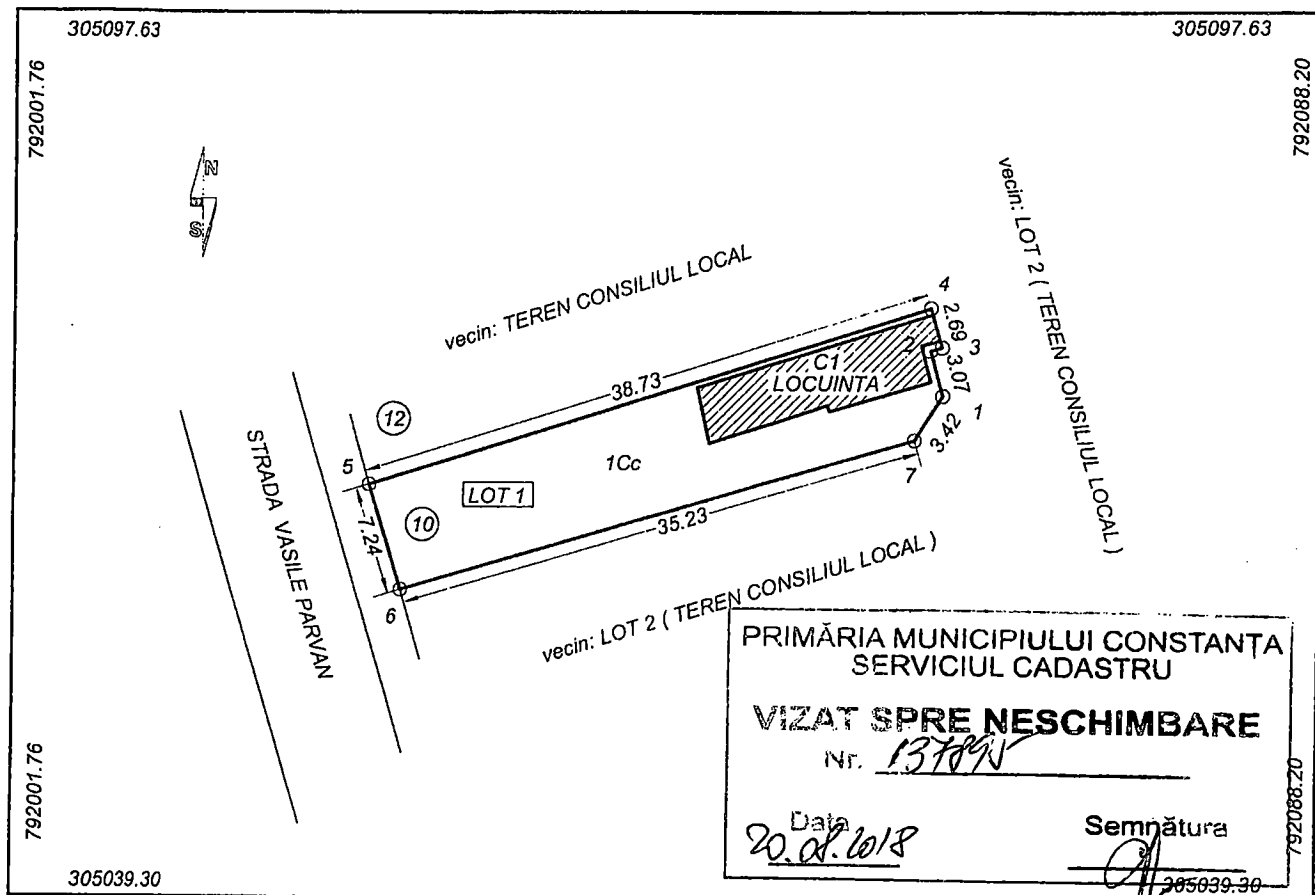 305097.63
305097.63
792001.76
792088.20
N
S
vecin: TEREN CONSILIUL LOCAL
vecin: LOT 2 ( TEREN CONSILIUL LOCAL )
4
2.69
2
3
C1
LOCUINTA
3.07
38.73
1
3.42
12
5
1Cc
7
LOT 1
STRADA VASILE PARVAN
7.24
10
35.23
6
vecin: LOT 2 ( TEREN CONSILIUL LOCAL )
PRIMĂRIA MUNICIPIULUI CONSTANȚA
SERVICIUL CADASTRU
VIZAT SPRE NESCHIMBARE
Nr.
Data
Semnătura
20.08.2018
792001.76
792088.20
305039.30
305039.30